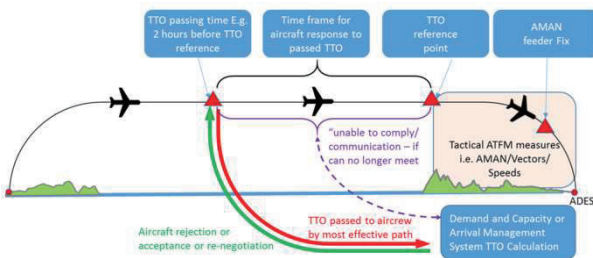 TTO passing time E.g.
2 hours before TTO
reference
Time frame for
aircraft response to
passed TTO
TTO
reference
point
AMAN
feeder Fix
"unable to comply/
communication – if
can no longer meet
Tactical ATFM measures
i.e. AMAN/Vectors/
Speeds
ADES
Aircraft rejection or
acceptance or re-negotiation
TTO passed to aircrew
by most effective path
Demand and Capacity or
Arrival Management
System TTO Calculation